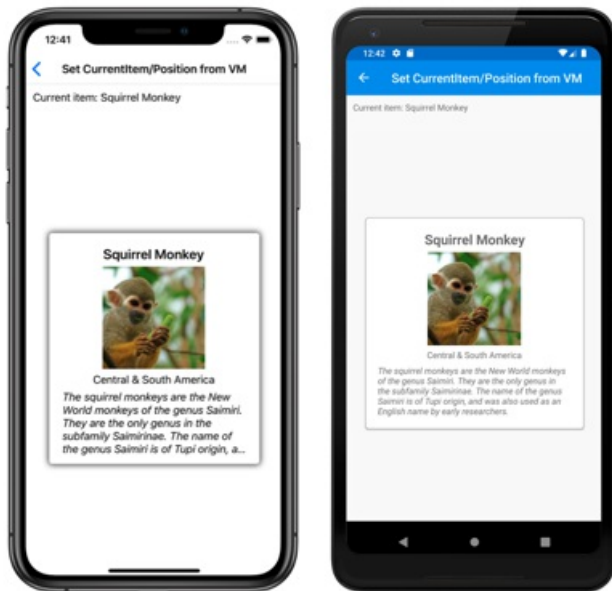 12:41
Set CurrentItem/Position from VM
Current item: Squirrel Monkey
Squirrel Monkey
Central & South America
The squirrel monkeys are the New
World monkeys of the genus Saimiri.
They are the only genus in the
subfamily Saimirinae. The name of
the genus Saimiri is of Tupi origin, a...
12:42
Set CurrentItem/Position from VM
Current item: Squirrel Monkey
Squirrel Monkey
Central & South America
The squirrel monkeys are the New World monkeys
of the genus Saimiri. They are the only genus in
the subfamily Saimirinae. The name of the genus
Saimiri is of Tupi origin, and was also used as an
English name by early researchers.